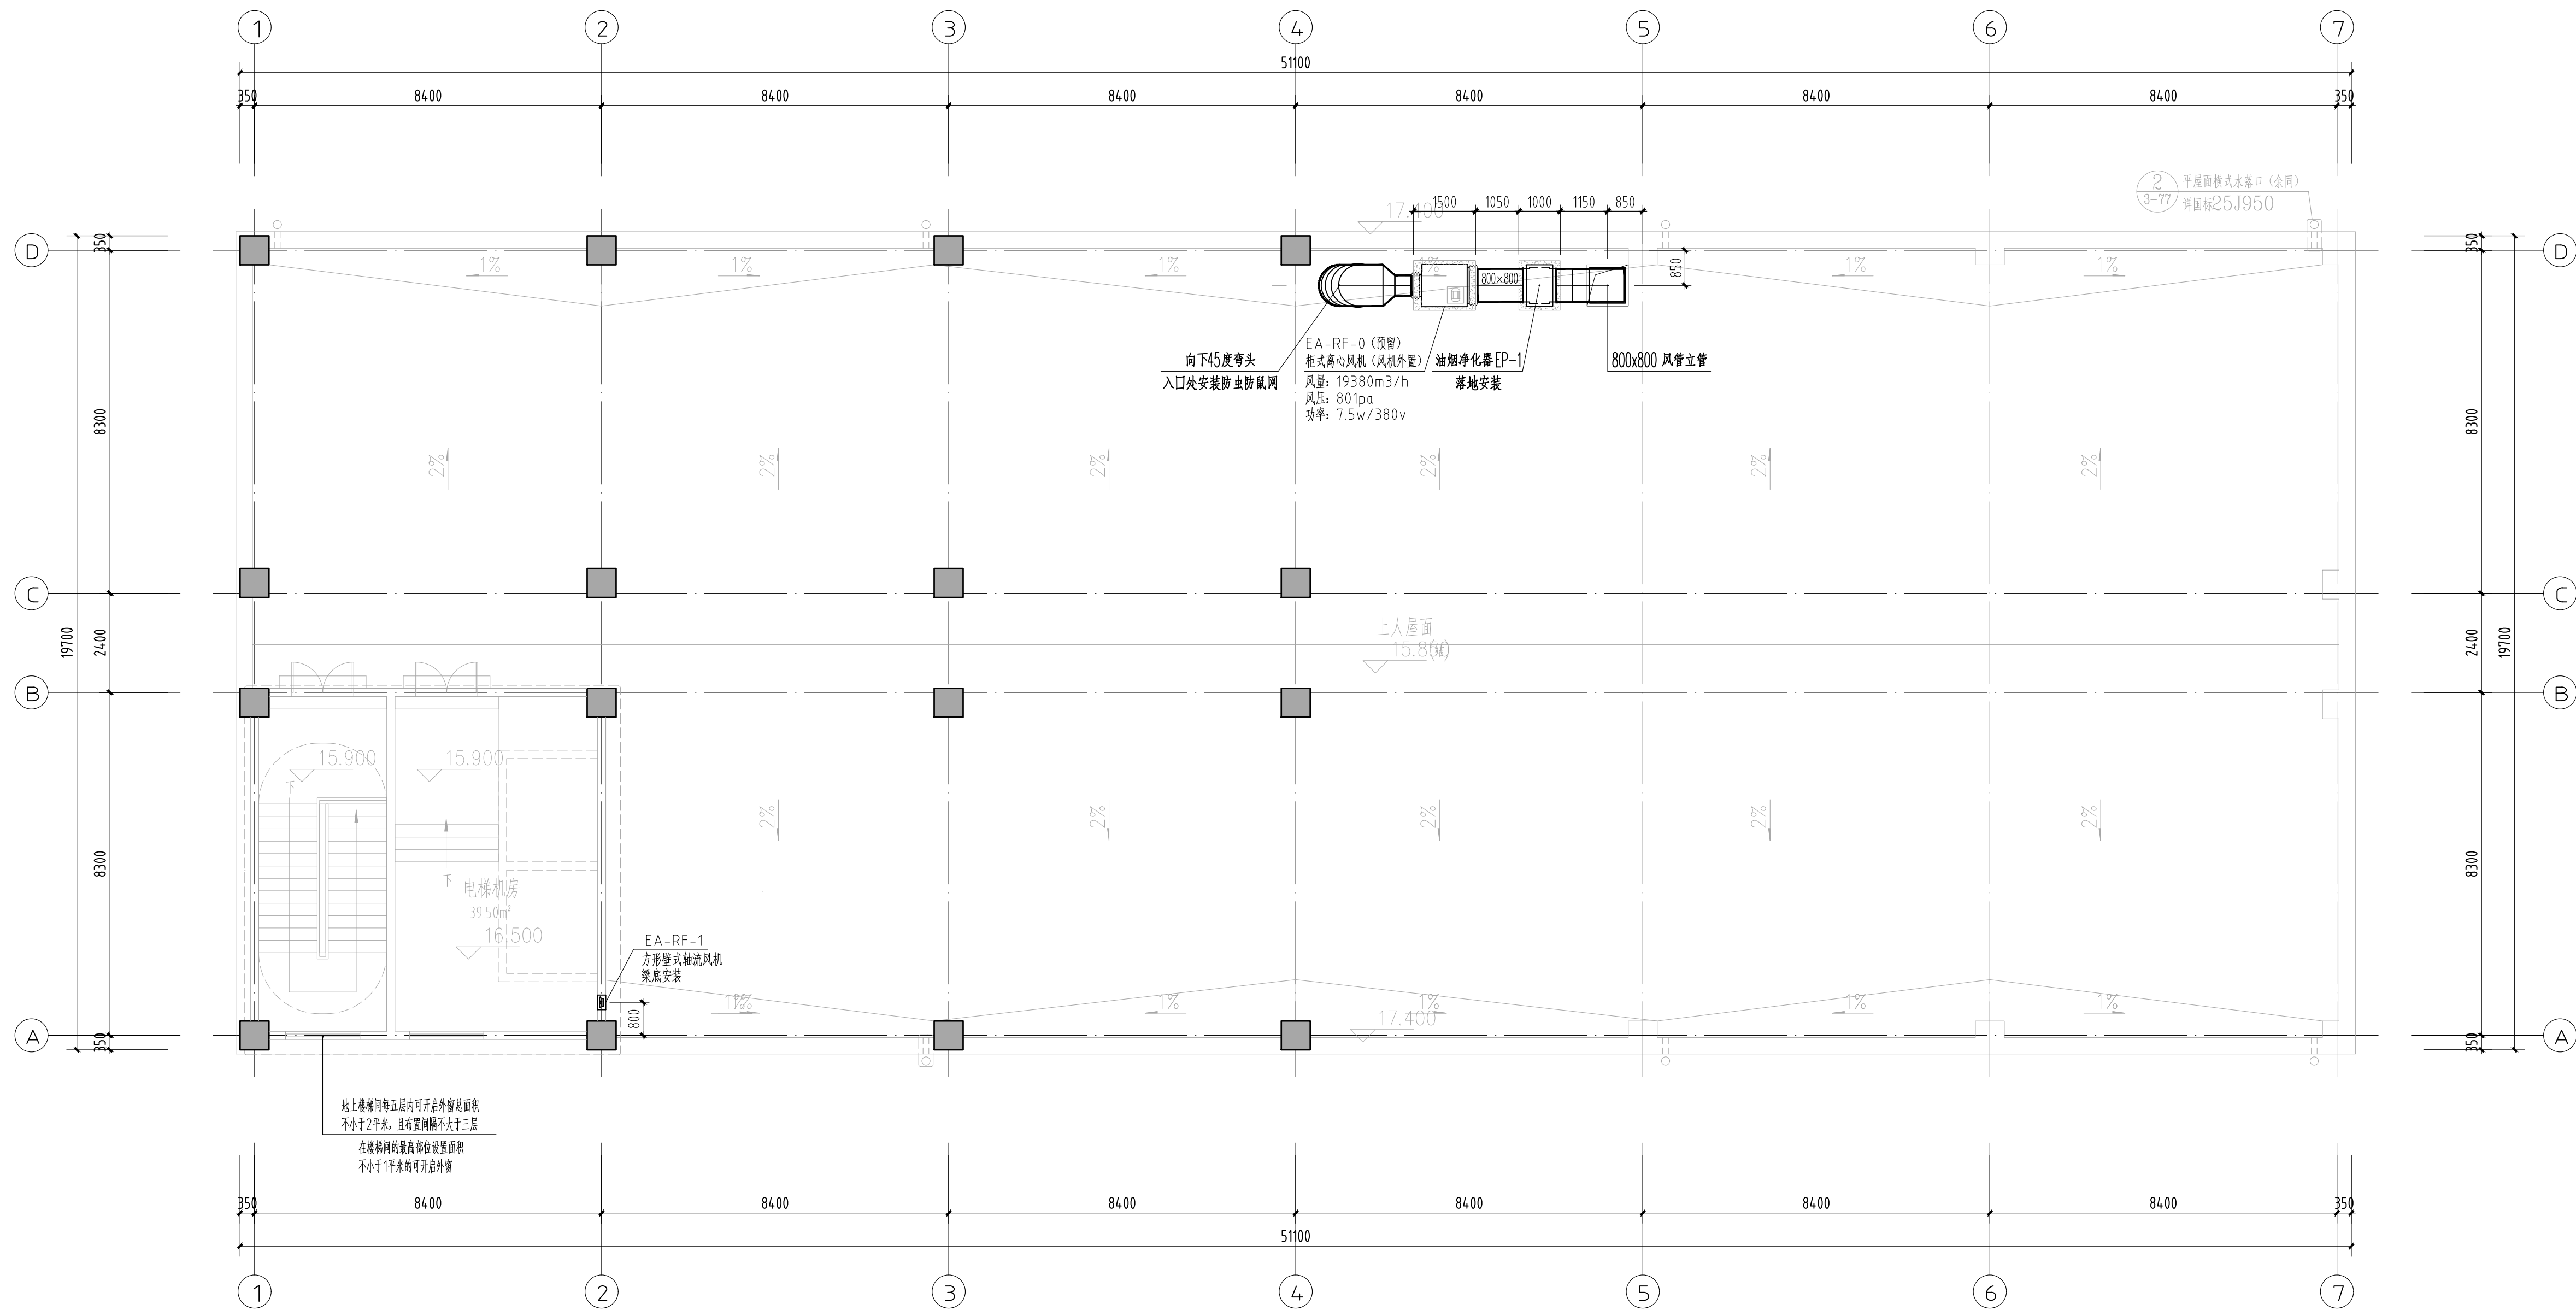 1 2 3 4 5 6 7
51100
350 8400 8400 8400 8400 8400 8400 350
2
3-77
平屋面横式水落口（余同）
详国标25J950
17.400
1500 1050 1000 1150 850
D
350
1% 1% 1% 1% 1% 1%
850
800×800
350
D
向下45度弯头
入口处安装防虫防鼠网
EA-RF-0（预留）
柜式离心风机（风机外置）
风量：19380m3/h
风压：801pa
功率：7.5w/380v
油烟净化器EP-1
落地安装
800x800 风管立管
8300
2% 2% 2% 2% 2% 2%
8300
C
C
19700
2400
上人屋面
15.850
2400
19700
B
B
15.900
15.900
下
8300
2% 2% 2% 2% 2%
8300
下
电梯机房
39.50m²
16.500
EA-RF-1
方形壁式轴流风机
梁底安装
800
1% 1% 1% 1% 1%
17.400
A
350
350
A
地上楼梯间每五层内可开启外窗总面积
不小于2平米，且布置间隔不大于三层
在楼梯间的最高部位设置面积
不小于1平米的可开启外窗
350 8400 8400 8400 8400 8400 8400 350
51100
1 2 3 4 5 6 7